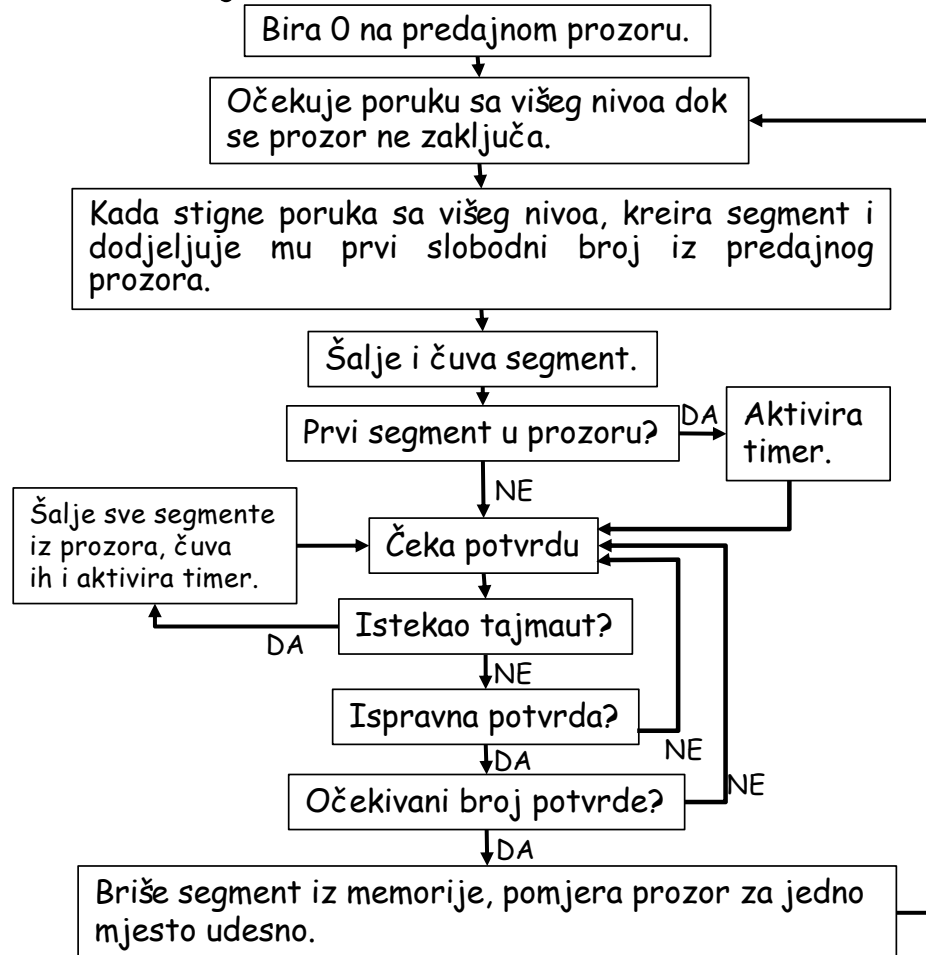 Bira 0 na predajnom prozoru.
Očekuje poruku sa višeg nivoa dok
se prozor ne zaključa.
Kada stigne poruka sa višeg nivoa, kreira segment i
dodjeljuje mu prvi slobodni broj iz predajnog
prozora.
Šalje i čuva segment.
Prvi segment u prozoru?
DA
Aktivira
timer.
NE
Šalje sve segmente
iz prozora, čuva
ih i aktivira timer.
Čeka potvrdu
Istekao tajmaut?
DA
NE
Ispravna potvrda?
NE
DA
Očekivani broj potvrde?
NE
DA
Briše segment iz memorije, pomjera prozor za jedno
mjesto udesno.